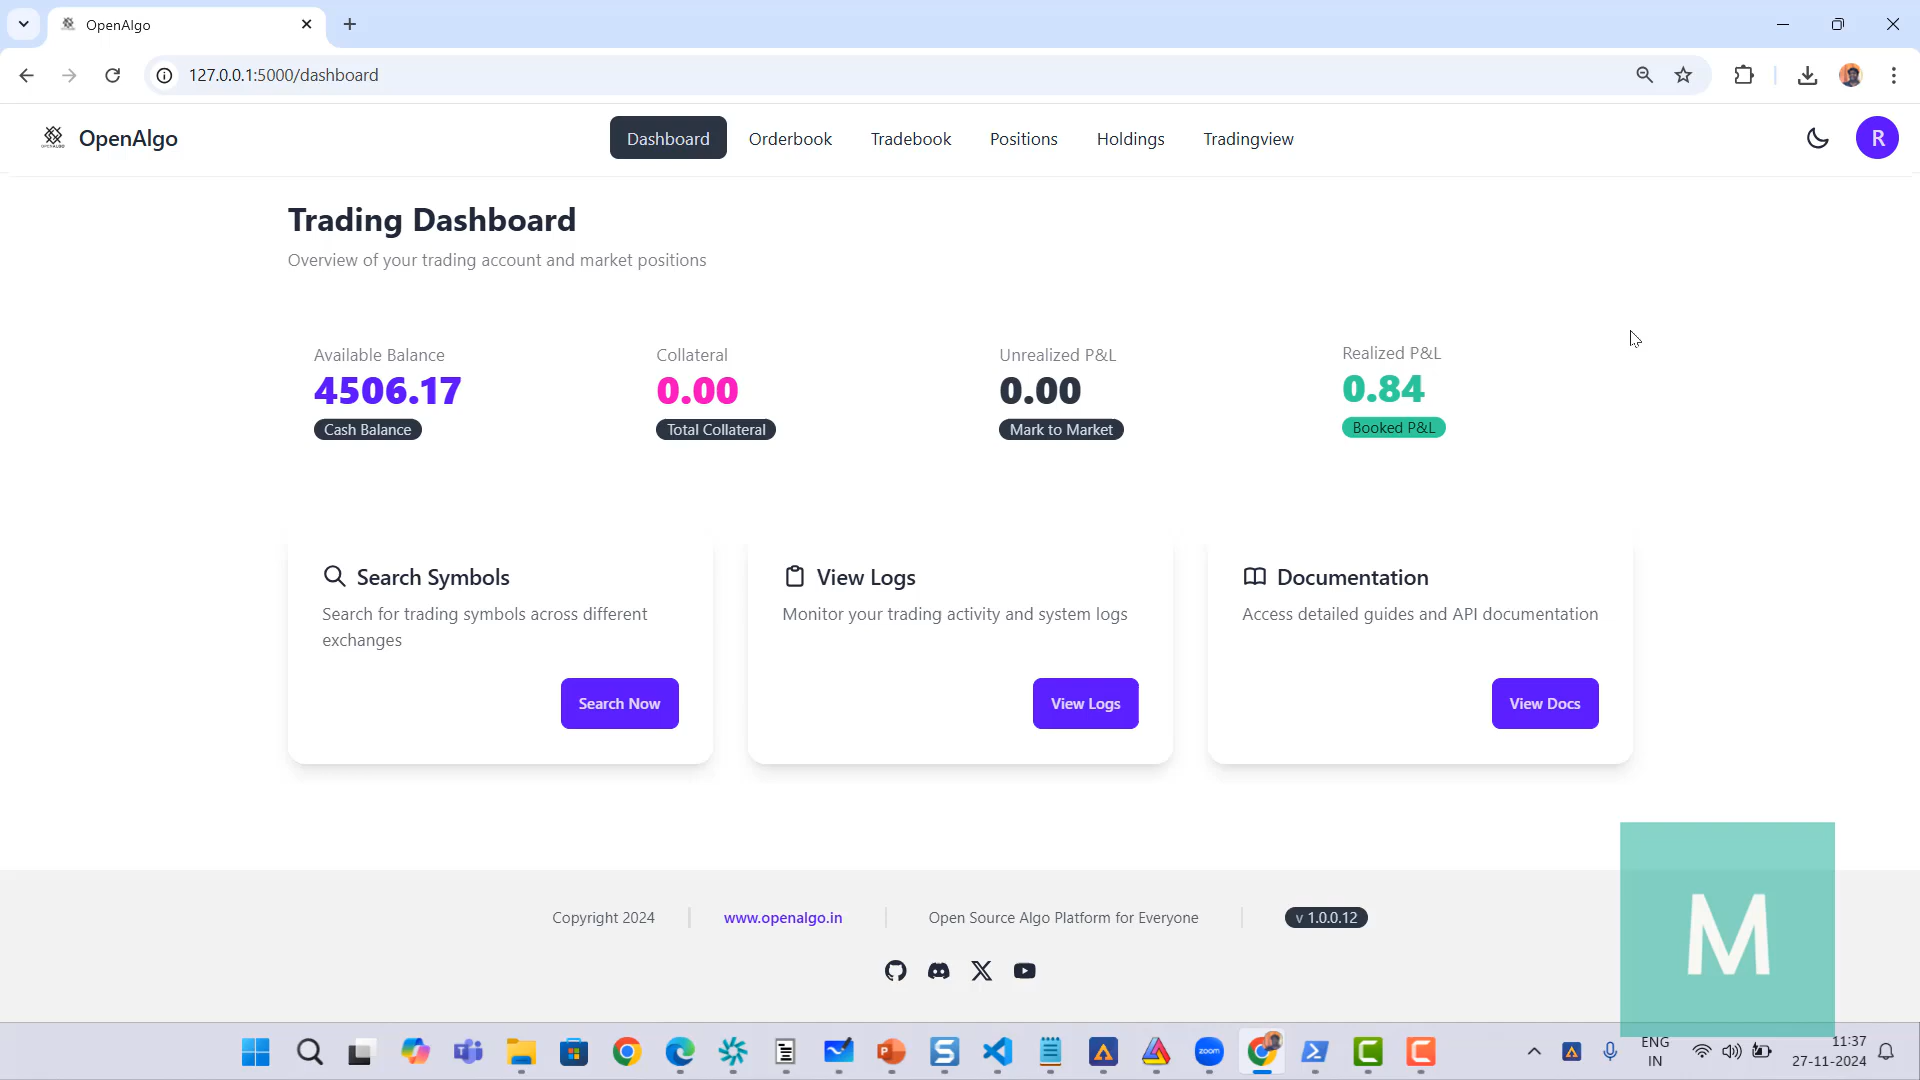 OpenAlgo
127.0.0.1:5000/dashboard
OPENALGO
OpenAlgo
Dashboard
Orderbook
Tradebook
Positions
Holdings
Tradingview
R
Trading Dashboard
Overview of your trading account and market positions
Available Balance
4506.17
Cash Balance
Collateral
0.00
Total Collateral
Unrealized P&L
0.00
Mark to Market
Realized P&L
0.84
Booked P&L
Search Symbols
Search for trading symbols across different
exchanges
Search Now
View Logs
Monitor your trading activity and system logs
View Logs
Documentation
Access detailed guides and API documentation
View Docs
Copyright 2024
www.openalgo.in
Open Source Algo Platform for Everyone
v 1.0.0.12
M
zoom
ENG
IN
11:37
27-11-2024